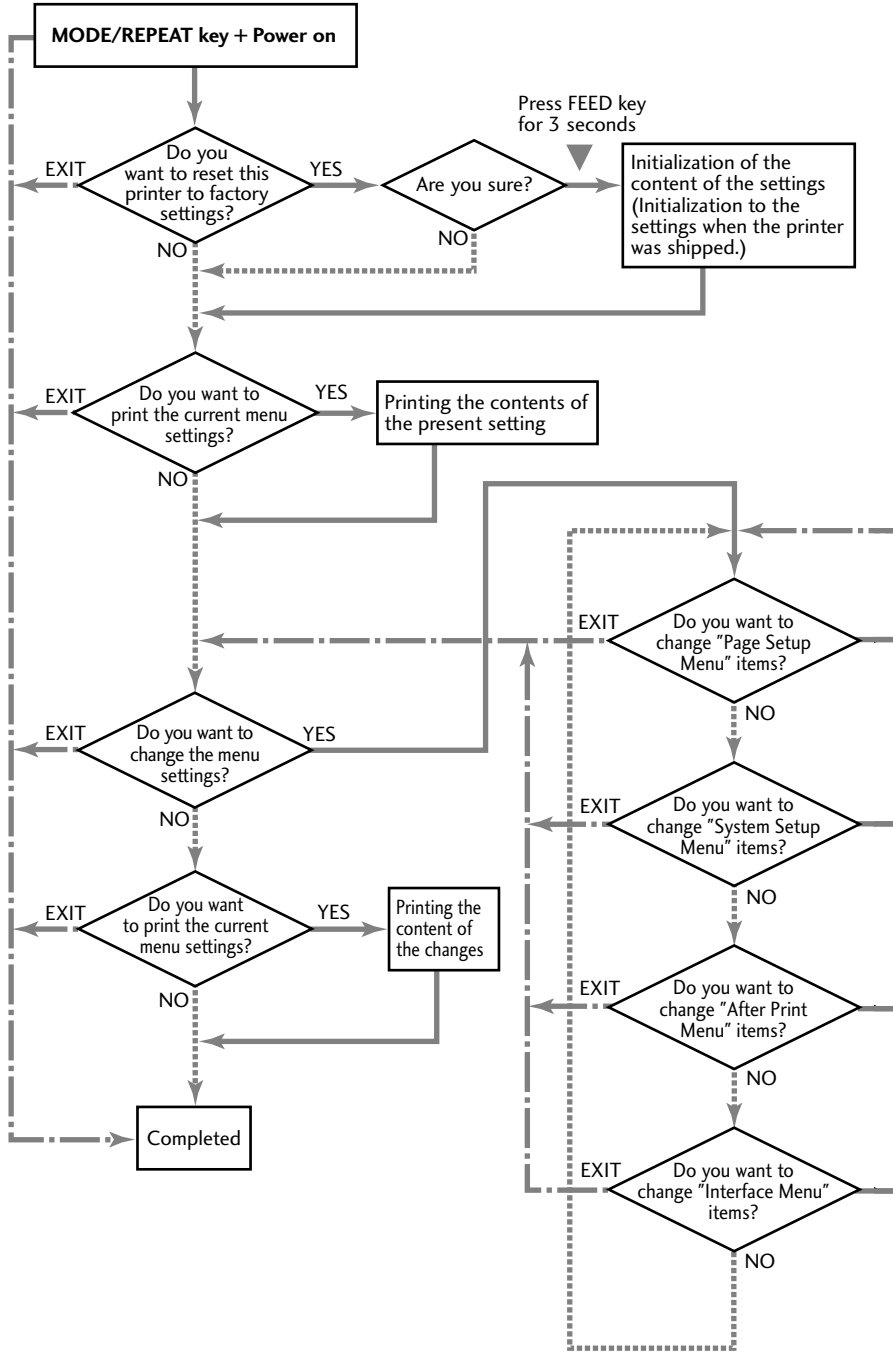 MODE/REPEAT key + Power on
Press FEED key
for 3 seconds
EXIT
Do you
want to reset this
printer to factory
settings?
YES
NO
Are you sure?
NO
Initialization of the
content of the settings
(Initialization to the
settings when the printer
was shipped.)
EXIT
Do you want to
print the current menu
settings?
YES
NO
Printing the contents of
the present setting
EXIT
Do you want to
change "Page Setup
Menu" items?
NO
EXIT
Do you want to
change the menu
settings?
YES
NO
EXIT
Do you want to
change "System Setup
Menu" items?
NO
EXIT
Do you want
to print the current
menu settings?
YES
NO
Printing the
content of
the changes
EXIT
Do you want to
change "After Print
Menu" items?
NO
Completed
EXIT
Do you want to
change "Interface Menu"
items?
NO